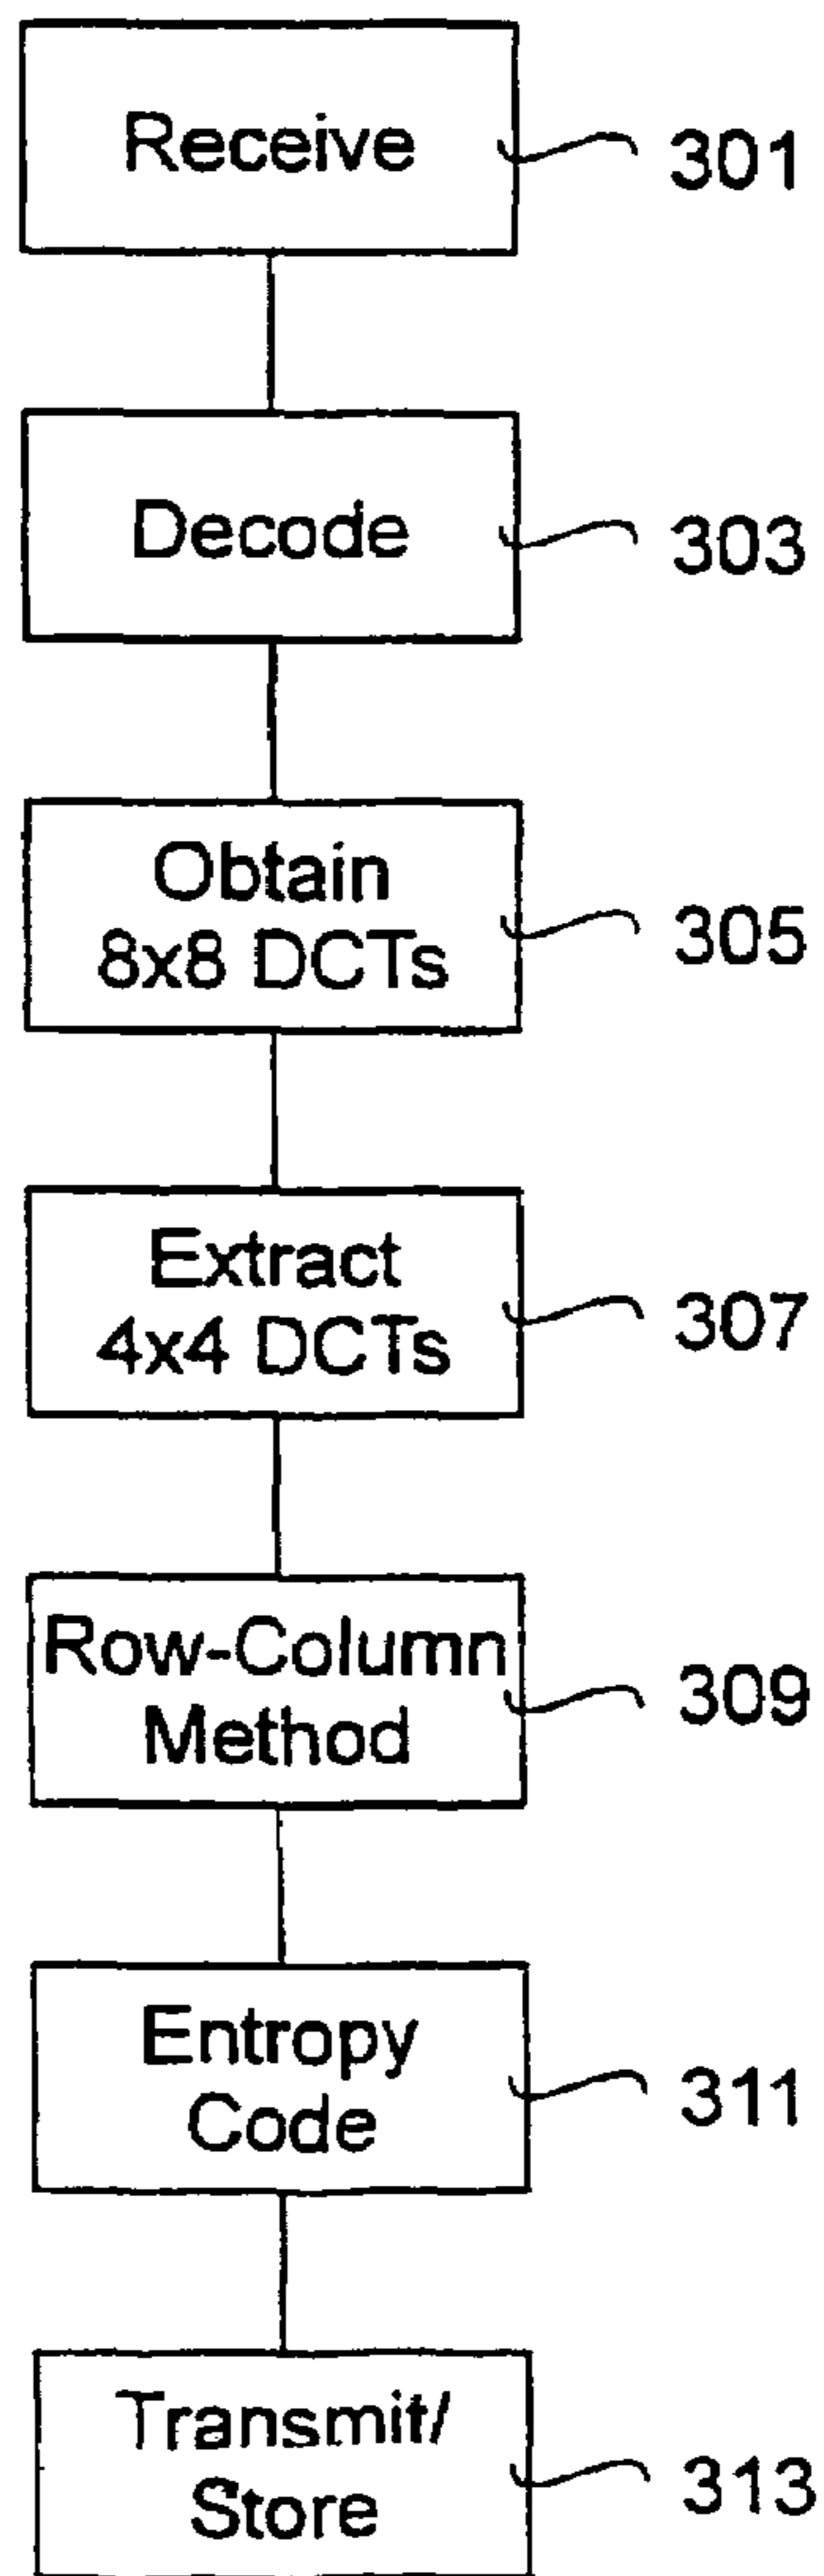 Receive
301
Decode
303
Obtain
8x8 DCTs
305
Extract
4x4 DCTs
307
Row-Column
Method
309
Entropy
Code
311
Transmit/
Store
313